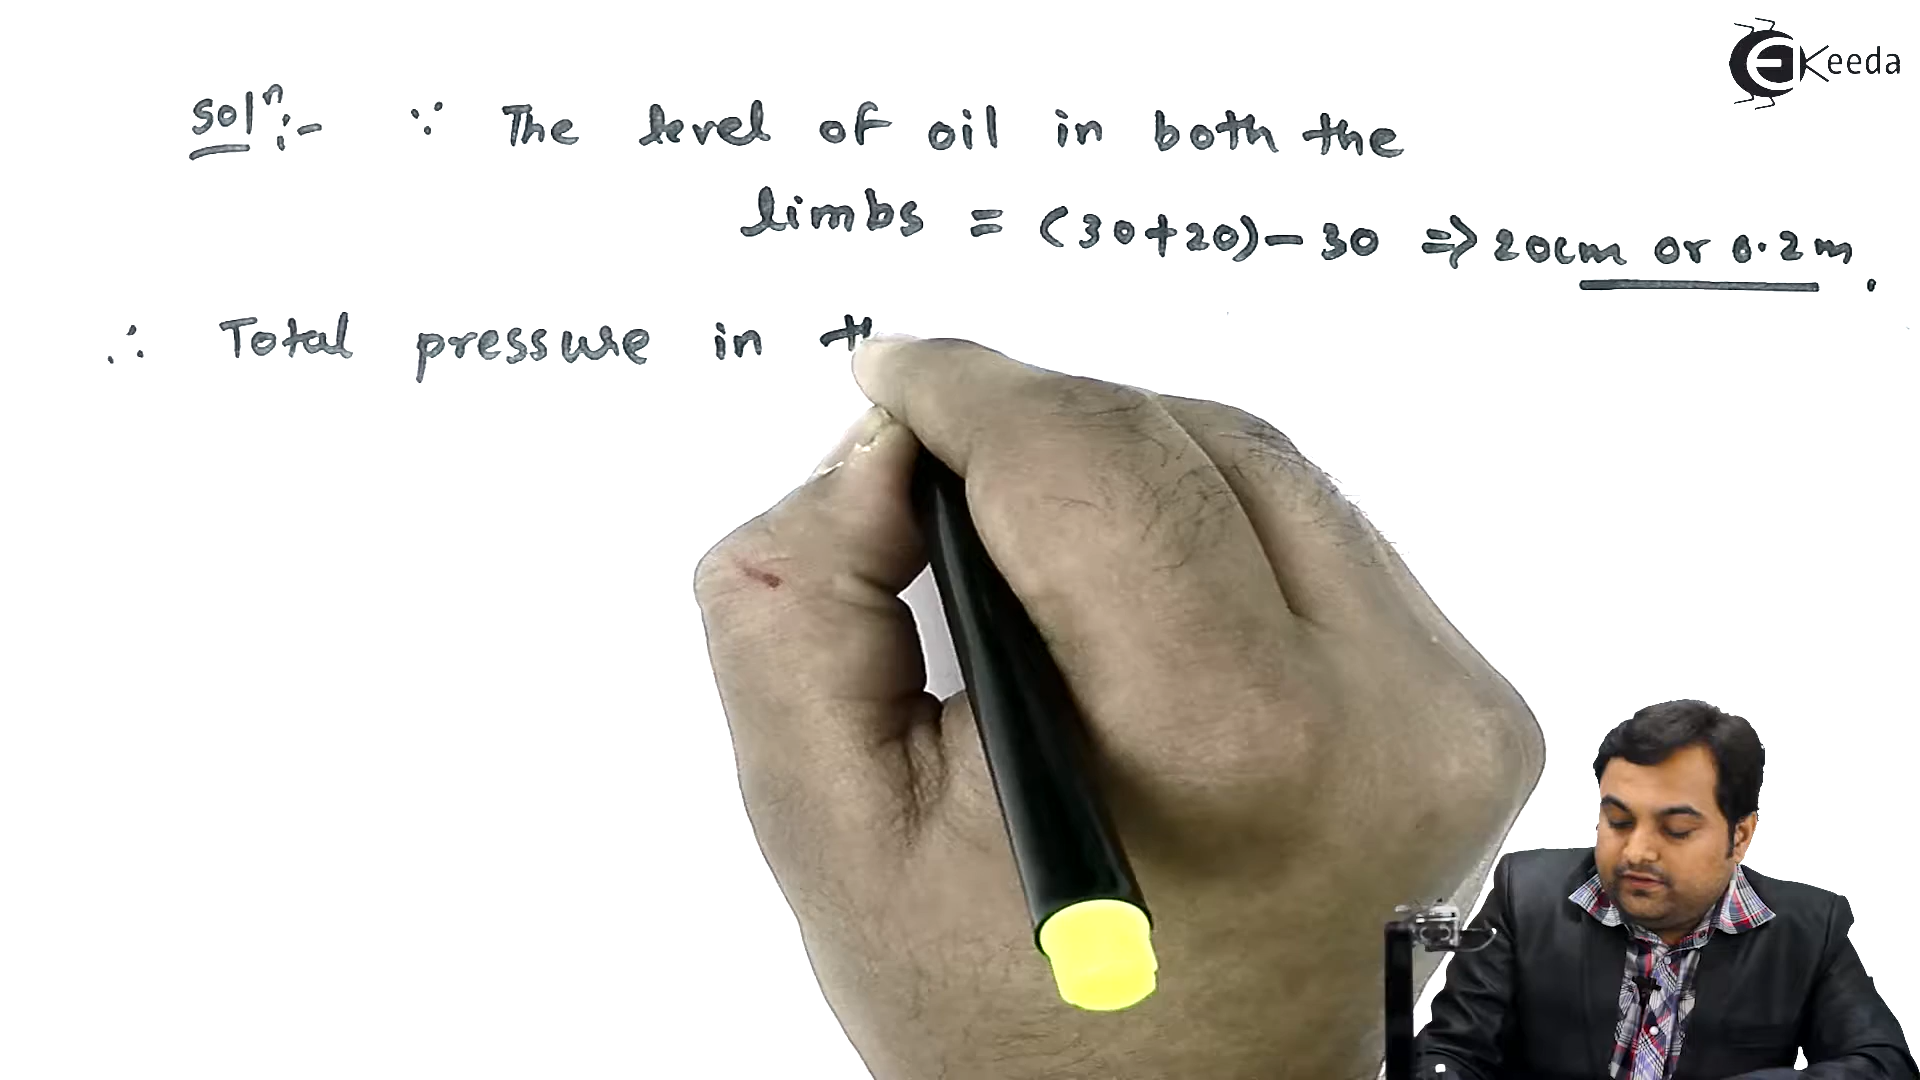 EKeeda
Solⁿ:- ∵ The level of oil in both the
limbs = (30+20)-30 ⇒ 20cm or 0.2m.
∴ Total pressure in